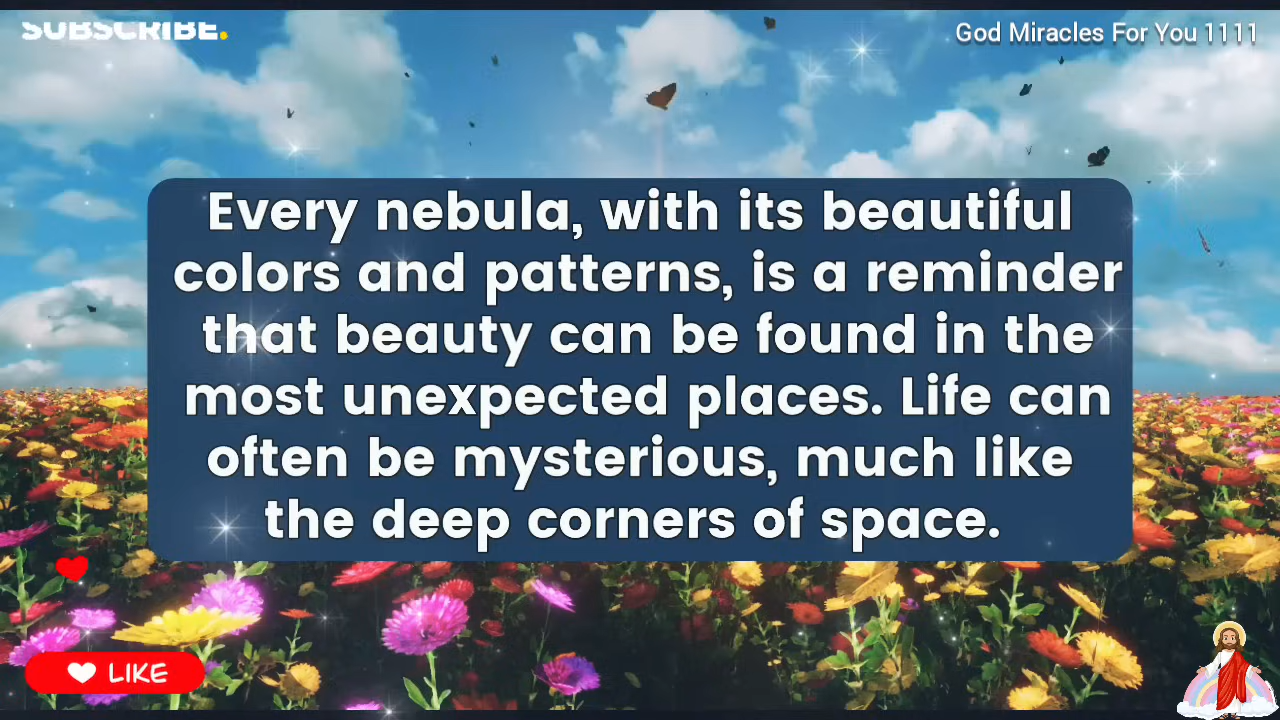 SUBSCRIBE.
God Miracles For You 1111
Every nebula, with its beautiful
colors and patterns, is a reminder
that beauty can be found in the
most unexpected places. Life can
often be mysterious, much like
the deep corners of space.
LIKE